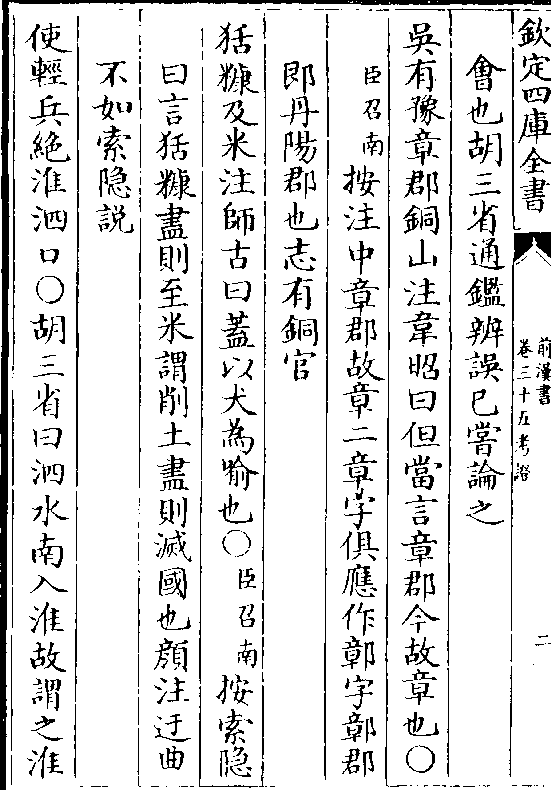 欽定四庫全書
前漢書
卷三十五考證
二
會也胡三省通鑑辨誤已嘗論之
吳有豫章郡銅山注韋昭曰但當言章郡今故章也○
臣召南按注中章郡故章二章字俱應作鄣字鄣郡
即丹陽郡也志有銅官
狧糠及米注師古曰蓋以犬為喻也○臣召南按索隐
曰言狧糠盡則至米謂削土盡則滅國也顔注迂曲
不如索隐説
使輕兵絶淮泗口○胡三省曰泗水南入淮故謂之淮